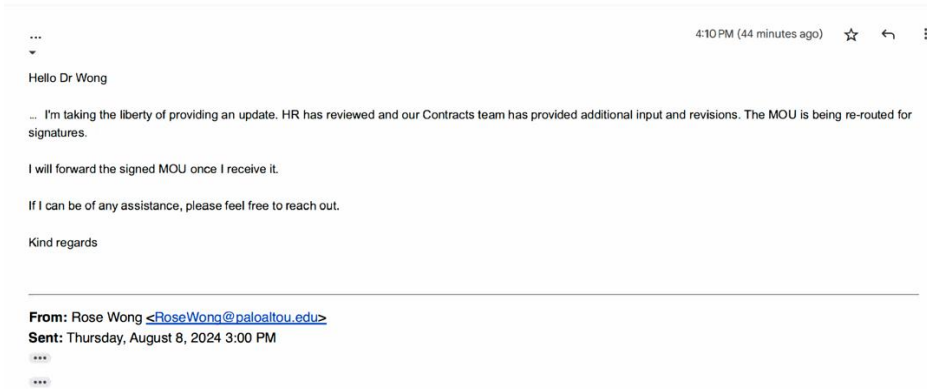 ...
4:10 PM (44 minutes ago)
Hello Dr Wong
... I'm taking the liberty of providing an update. HR has reviewed and our Contracts team has provided additional input and revisions. The MOU is being re-routed for
signatures.
I will forward the signed MOU once I receive it.
If I can be of any assistance, please feel free to reach out.
Kind regards
From: Rose Wong <RoseWong@paloaltou.edu>
Sent: Thursday, August 8, 2024 3:00 PM
...
...